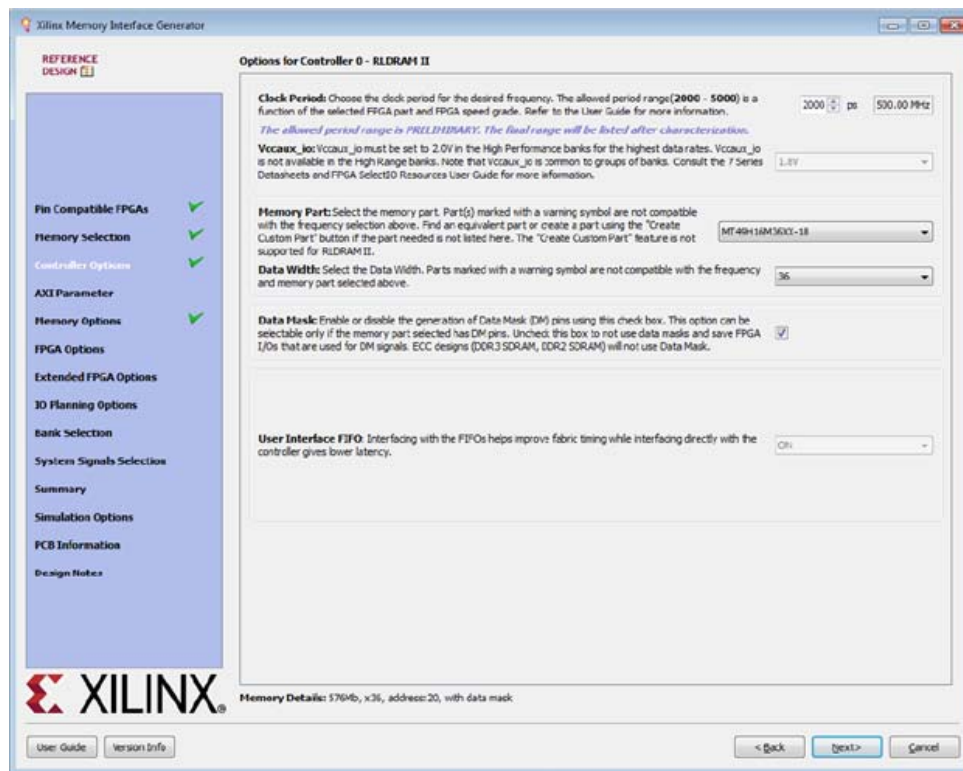 Xilinx Memory Interface Generator
REFERENCE
DESIGN
Options for Controller 0 - RLDRAM II
Clock Period: Choose the clock period for the desired frequency. The allowed period range(2000 - 5000) is a
function of the selected FPGA part and FPGA speed grade. Refer to the User Guide for more information.
2000 ps 500.00 MHz
The allowed period range is PRELIMINARY. The final range will be listed after characterization.
Vccaux_io: Vccaux_io must be set to 2.0V in the High Performance banks for the highest data rates. Vccaux_io
is not available in the High Range banks. Note that Vccaux_io is common to groups of banks. Consult the 7 Series
Datasheets and FPGA SelectIO Resources User Guide for more information.
1.8V
Memory Part: Select the memory part. Part(s) marked with a warning symbol are not compatible
with the frequency selection above. Find an equivalent part or create a part using the "Create
Custom Part" button if the part needed is not listed here. The "Create Custom Part" feature is not
supported for RLDRAM II.
Data Width: Select the Data Width. Parts marked with a warning symbol are not compatible with the frequency
and memory part selected above.
36
Data Mask: Enable or disable the generation of Data Mask (DM) pins using this check box. This option can be
selectable only if the memory part selected has DM pins. Uncheck this box to not use data masks and save FPGA
I/Os that are used for DM signals. ECC designs (DDR3 SDRAM, DDR2 SDRAM) will not use Data Mask.
User Interface FIFO: Interfacing with the FIFOs helps improve fabric timing while interfacing directly with the
controller gives lower latency.
ON
Pin Compatible FPGAs
Memory Selection
Controller Options
AXI Parameter
Memory Options
FPGA Options
Extended FPGA Options
IO Planning Options
Bank Selection
System Signals Selection
Summary
Simulation Options
PCB Information
Design Notes
XILINX®
Memory Details: 576Mb, x36, address:20, with data mask
User Guide
Version Info
< Back
Next>
Cancel